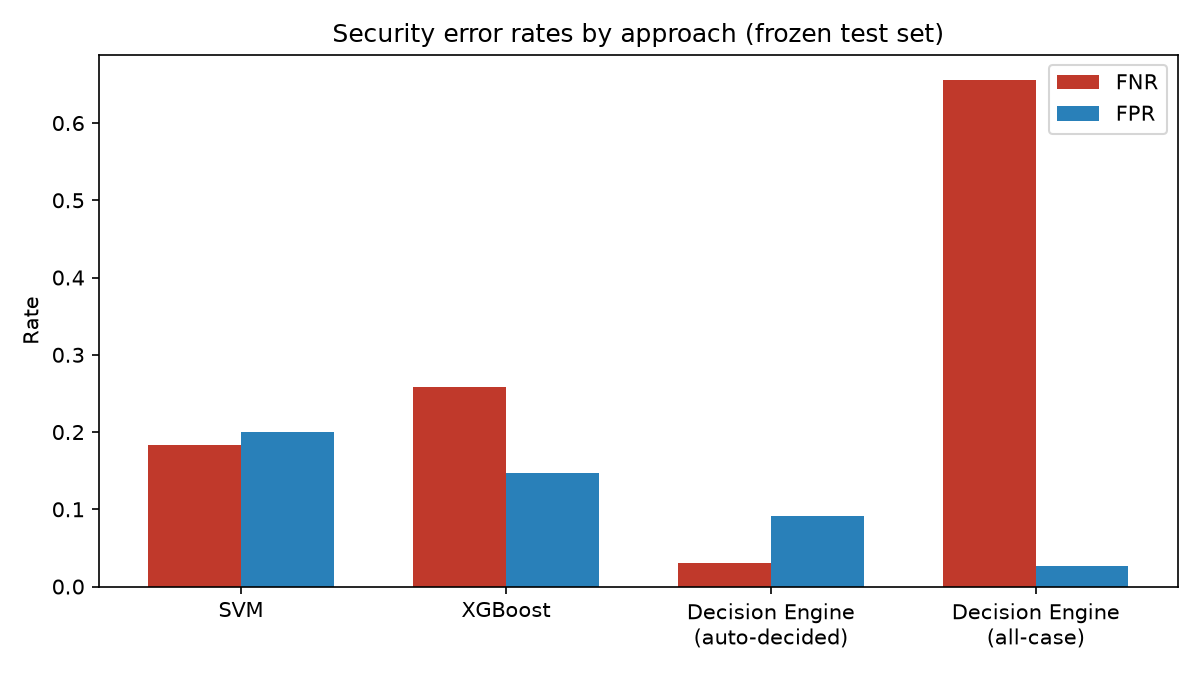 Security error rates by approach (frozen test set)
FNR
FPR
0.6
0.5
0.4
0.3
0.2
0.1
0.0
Rate
SVM
XGBoost
Decision Engine
(auto-decided)
Decision Engine
(all-case)